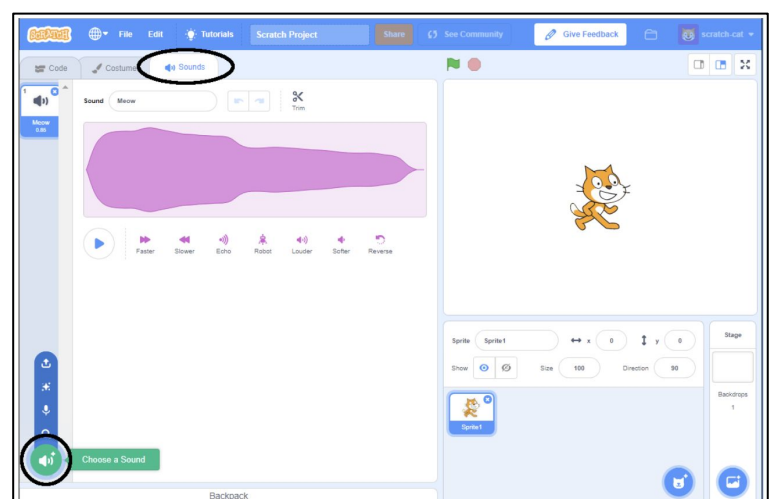 SCRATCH File Edit Tutorials Scratch Project Share See Community Give Feedback scratch-cat
Code Costumes Sounds
1
Meow
Sound Meow Trim
Faster Slower Echo Robot Louder Softer Reverse
Choose a Sound
Backpack
Sprite Sprite1 x 0 y 0
Show Size 100 Direction 90
Sprite1
Stage
Backdrops
1